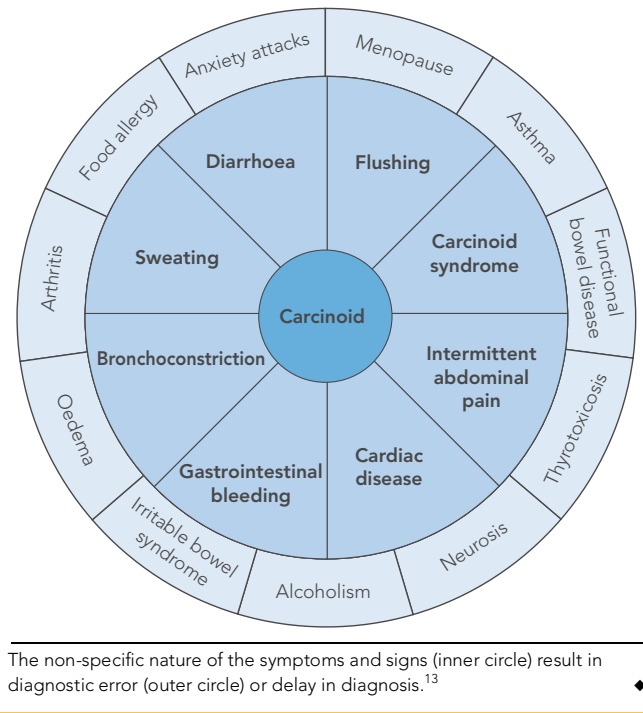 Anxiety attacks
Menopause
Asthma
Functional
bowel disease
Thyrotoxicosis
Neurosis
Alcoholism
Irritable bowel
syndrome
Oedema
Arthritis
Food allergy
Diarrhoea
Flushing
Carcinoid
syndrome
Intermittent
abdominal
pain
Cardiac
disease
Gastrointestinal
bleeding
Bronchoconstriction
Sweating
Carcinoid
The non-specific nature of the symptoms and signs (inner circle) result in
diagnostic error (outer circle) or delay in diagnosis.¹³ ◆